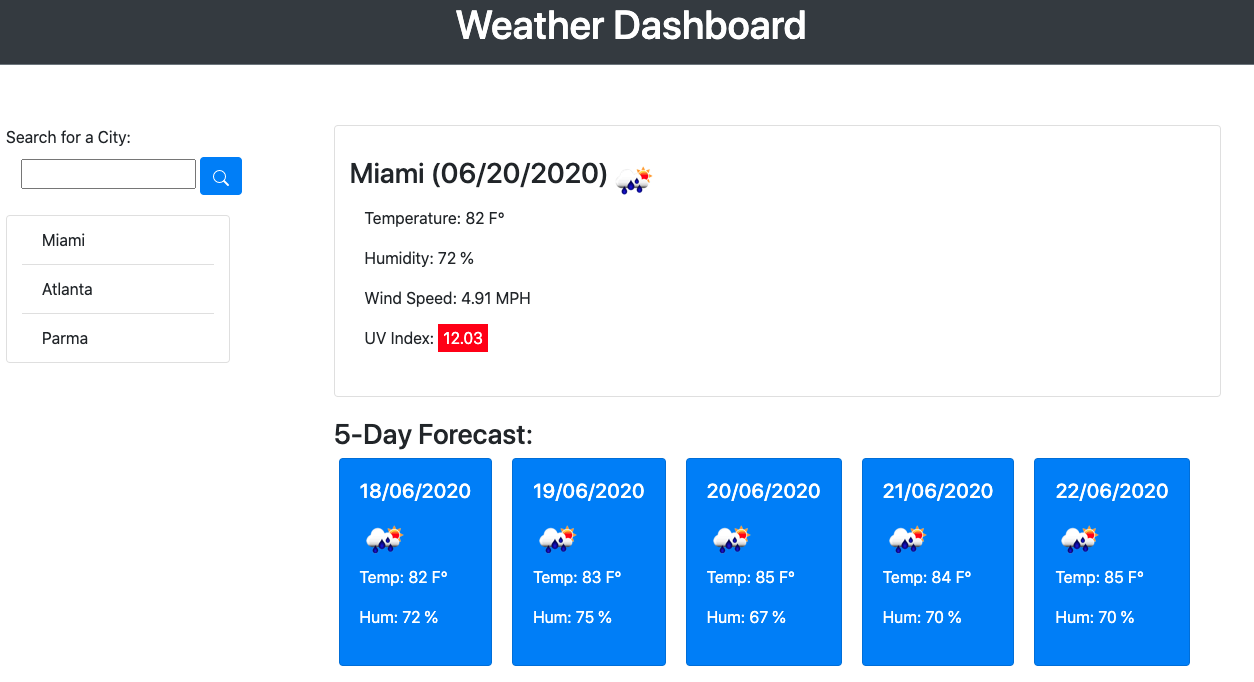 Weather Dashboard
Search for a City:
Miami
Atlanta
Parma
Miami (06/20/2020)
Temperature: 82 F°
Humidity: 72 %
Wind Speed: 4.91 MPH
UV Index: 12.03
5-Day Forecast:
18/06/2020
Temp: 82 F°
Hum: 72 %
19/06/2020
Temp: 83 F°
Hum: 75 %
20/06/2020
Temp: 85 F°
Hum: 67 %
21/06/2020
Temp: 84 F°
Hum: 70 %
22/06/2020
Temp: 85 F°
Hum: 70 %